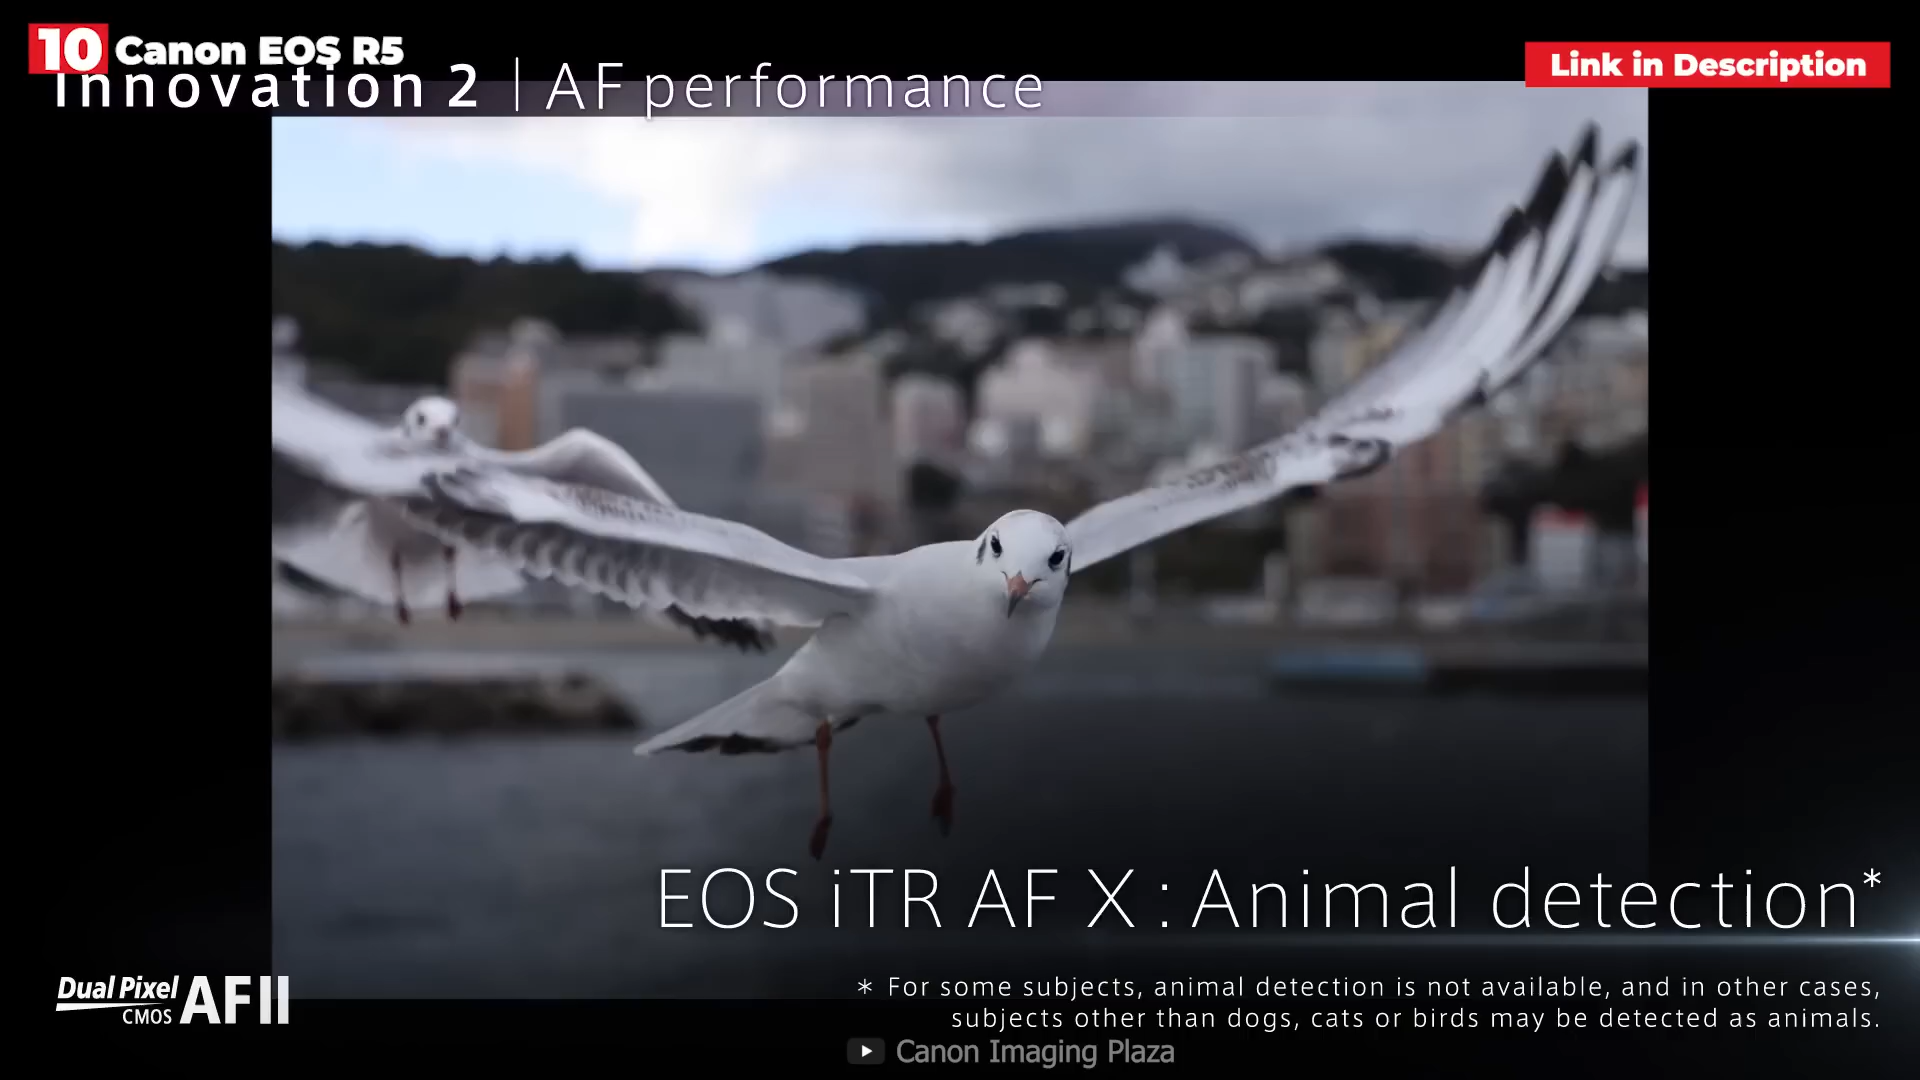 10 Canon EOS R5
Link in Description
Innovation 2 | AF performance
EOS iTR AF X : Animal detection*
Dual Pixel
CMOS AF II
* For some subjects, animal detection is not available, and in other cases,
subjects other than dogs, cats or birds may be detected as animals.
Canon Imaging Plaza